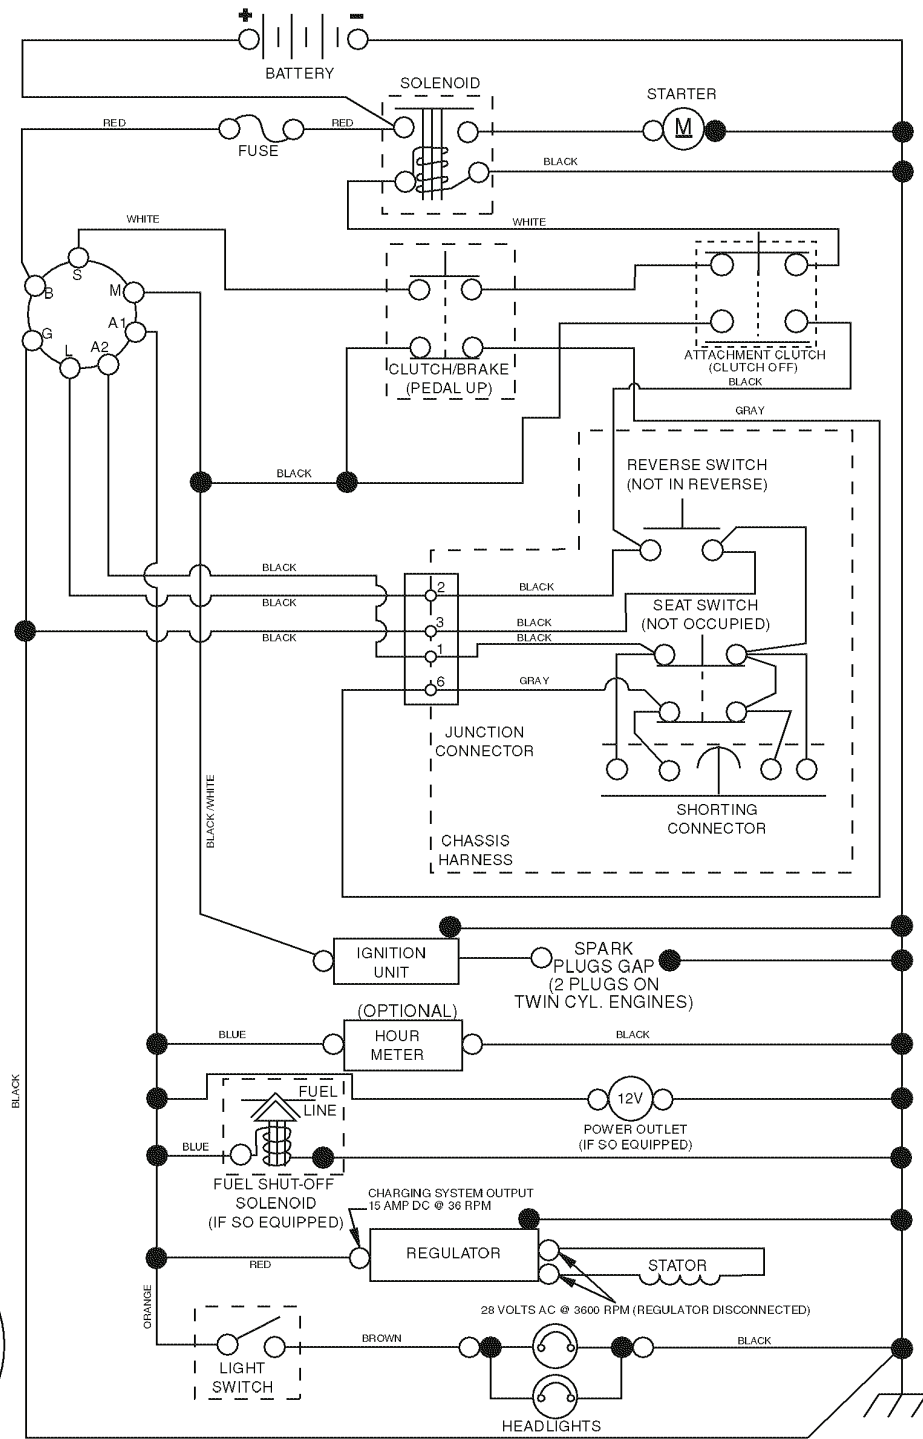 + -
BATTERY
SOLENOID
STARTER
M
RED
FUSE
RED
BLACK
WHITE
WHITE
S
B
M
G
A1
L
A2
CLUTCH/BRAKE
(PEDAL UP)
ATTACHMENT CLUTCH
(CLUTCH OFF)
BLACK
GRAY
BLACK
REVERSE SWITCH
(NOT IN REVERSE)
BLACK
2
BLACK
BLACK
SEAT SWITCH
(NOT OCCUPIED)
3
BLACK
BLACK
BLACK
1
6
GRAY
JUNCTION
CONNECTOR
SHORTING
CONNECTOR
BLACK/WHITE
CHASSIS
HARNESS
IGNITION
UNIT
SPARK
PLUGS GAP
(2 PLUGS ON
TWIN CYL. ENGINES)
(OPTIONAL)
BLUE
HOUR
METER
BLACK
BLACK
FUEL
LINE
12V
POWER OUTLET
(IF SO EQUIPPED)
BLUE
FUEL SHUT-OFF
SOLENOID
(IF SO EQUIPPED)
CHARGING SYSTEM OUTPUT
15 AMP DC @ 36 RPM
RED
REGULATOR
STATOR
28 VOLTS AC @ 3600 RPM (REGULATOR DISCONNECTED)
ORANGE
LIGHT
SWITCH
BROWN
BLACK
HEADLIGHTS